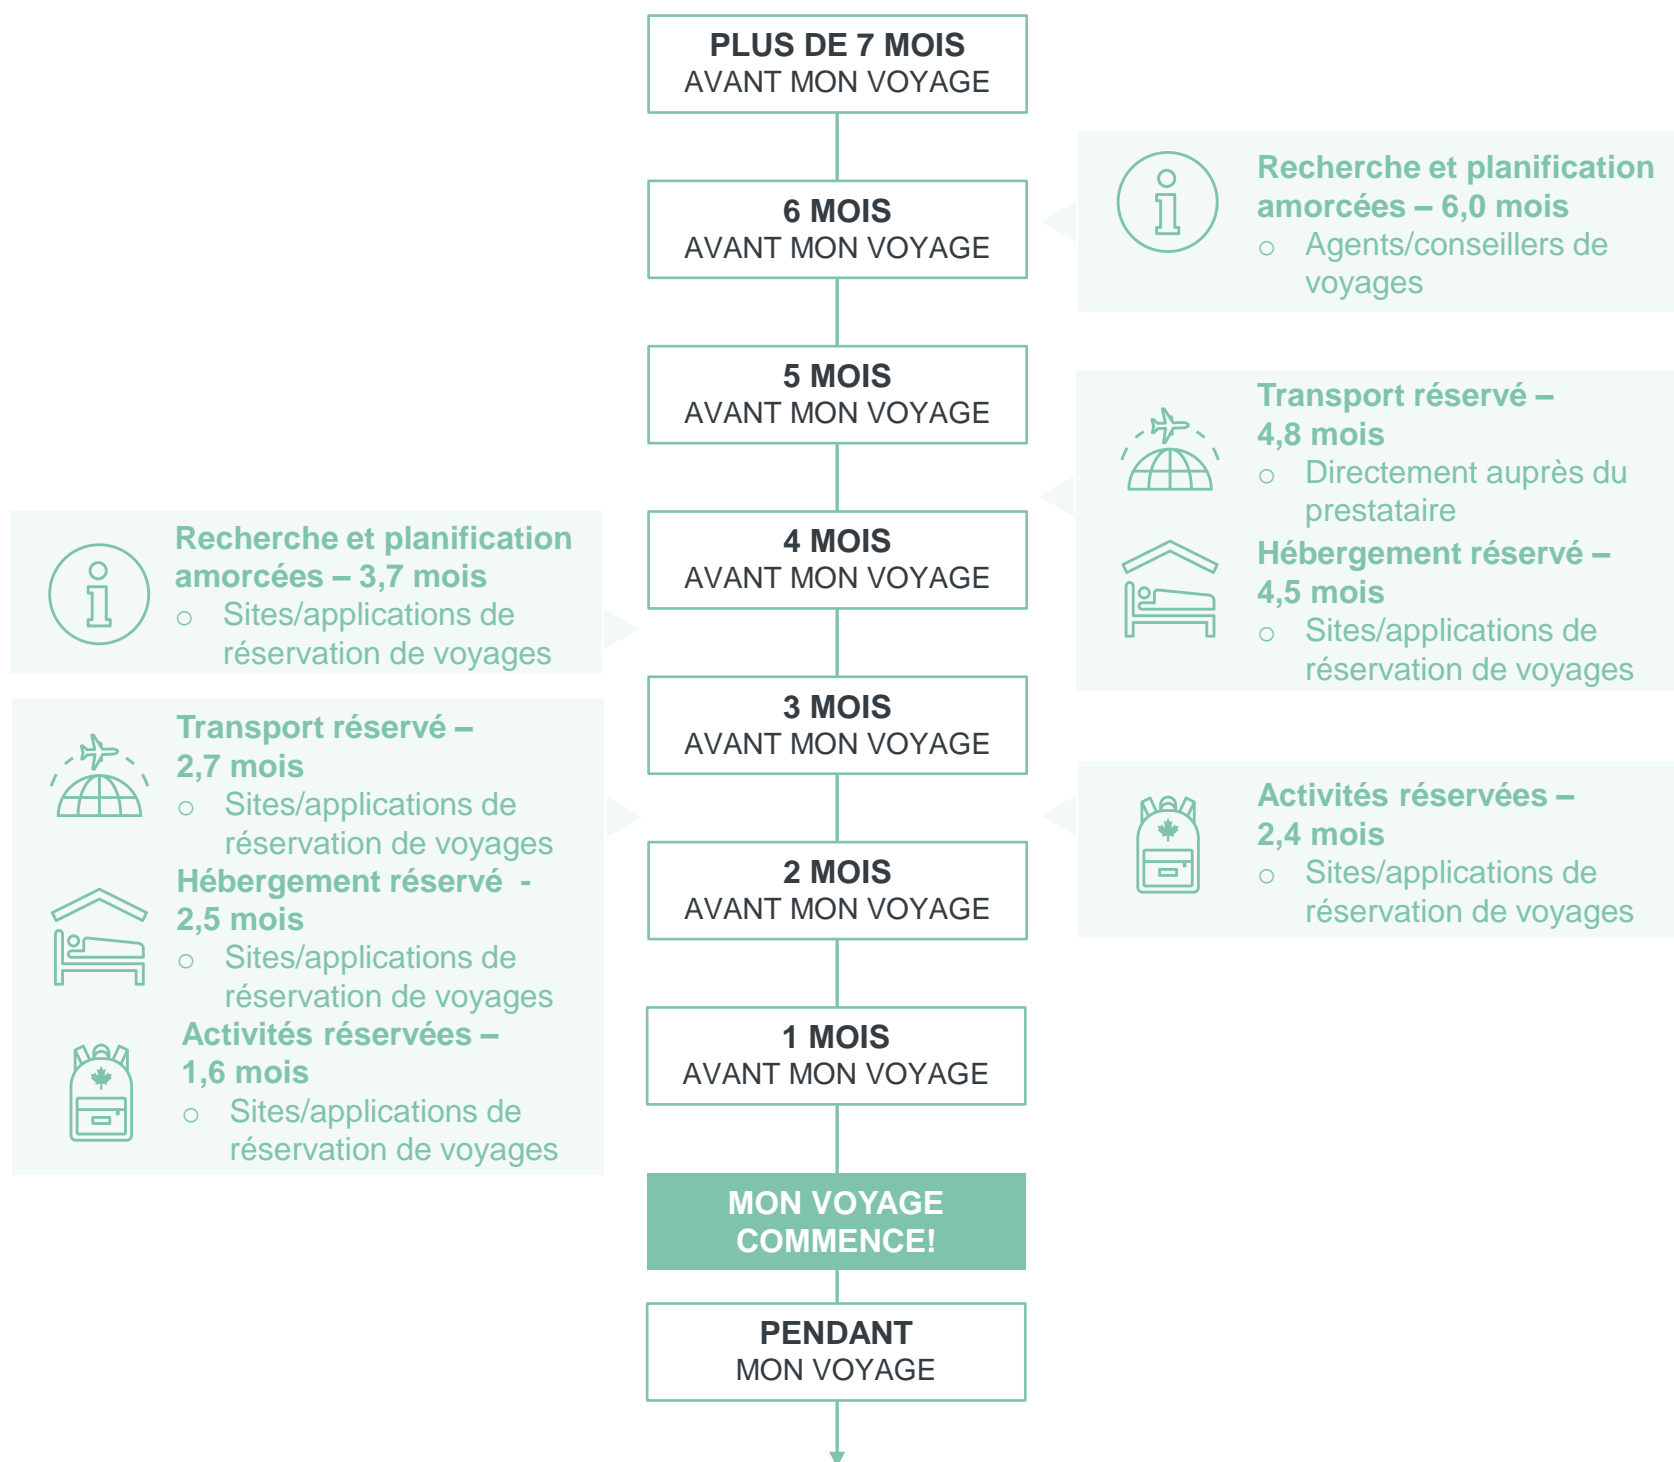 PLUS DE 7 MOIS
AVANT MON VOYAGE
6 MOIS
AVANT MON VOYAGE
5 MOIS
AVANT MON VOYAGE
4 MOIS
AVANT MON VOYAGE
3 MOIS
AVANT MON VOYAGE
2 MOIS
AVANT MON VOYAGE
1 MOIS
AVANT MON VOYAGE
MON VOYAGE
COMMENCE!
PENDANT
MON VOYAGE
Recherche et planification
amorcées – 3,7 mois
o Sites/applications de
réservation de voyages
Transport réservé –
2,7 mois
o Sites/applications de
réservation de voyages
Hébergement réservé -
2,5 mois
o Sites/applications de
réservation de voyages
Activités réservées –
1,6 mois
o Sites/applications de
réservation de voyages
Recherche et planification
amorcées – 6,0 mois
o Agents/conseillers de
voyages
Transport réservé –
4,8 mois
o Directement auprès du
prestataire
Hébergement réservé –
4,5 mois
o Sites/applications de
réservation de voyages
Activités réservées –
2,4 mois
o Sites/applications de
réservation de voyages